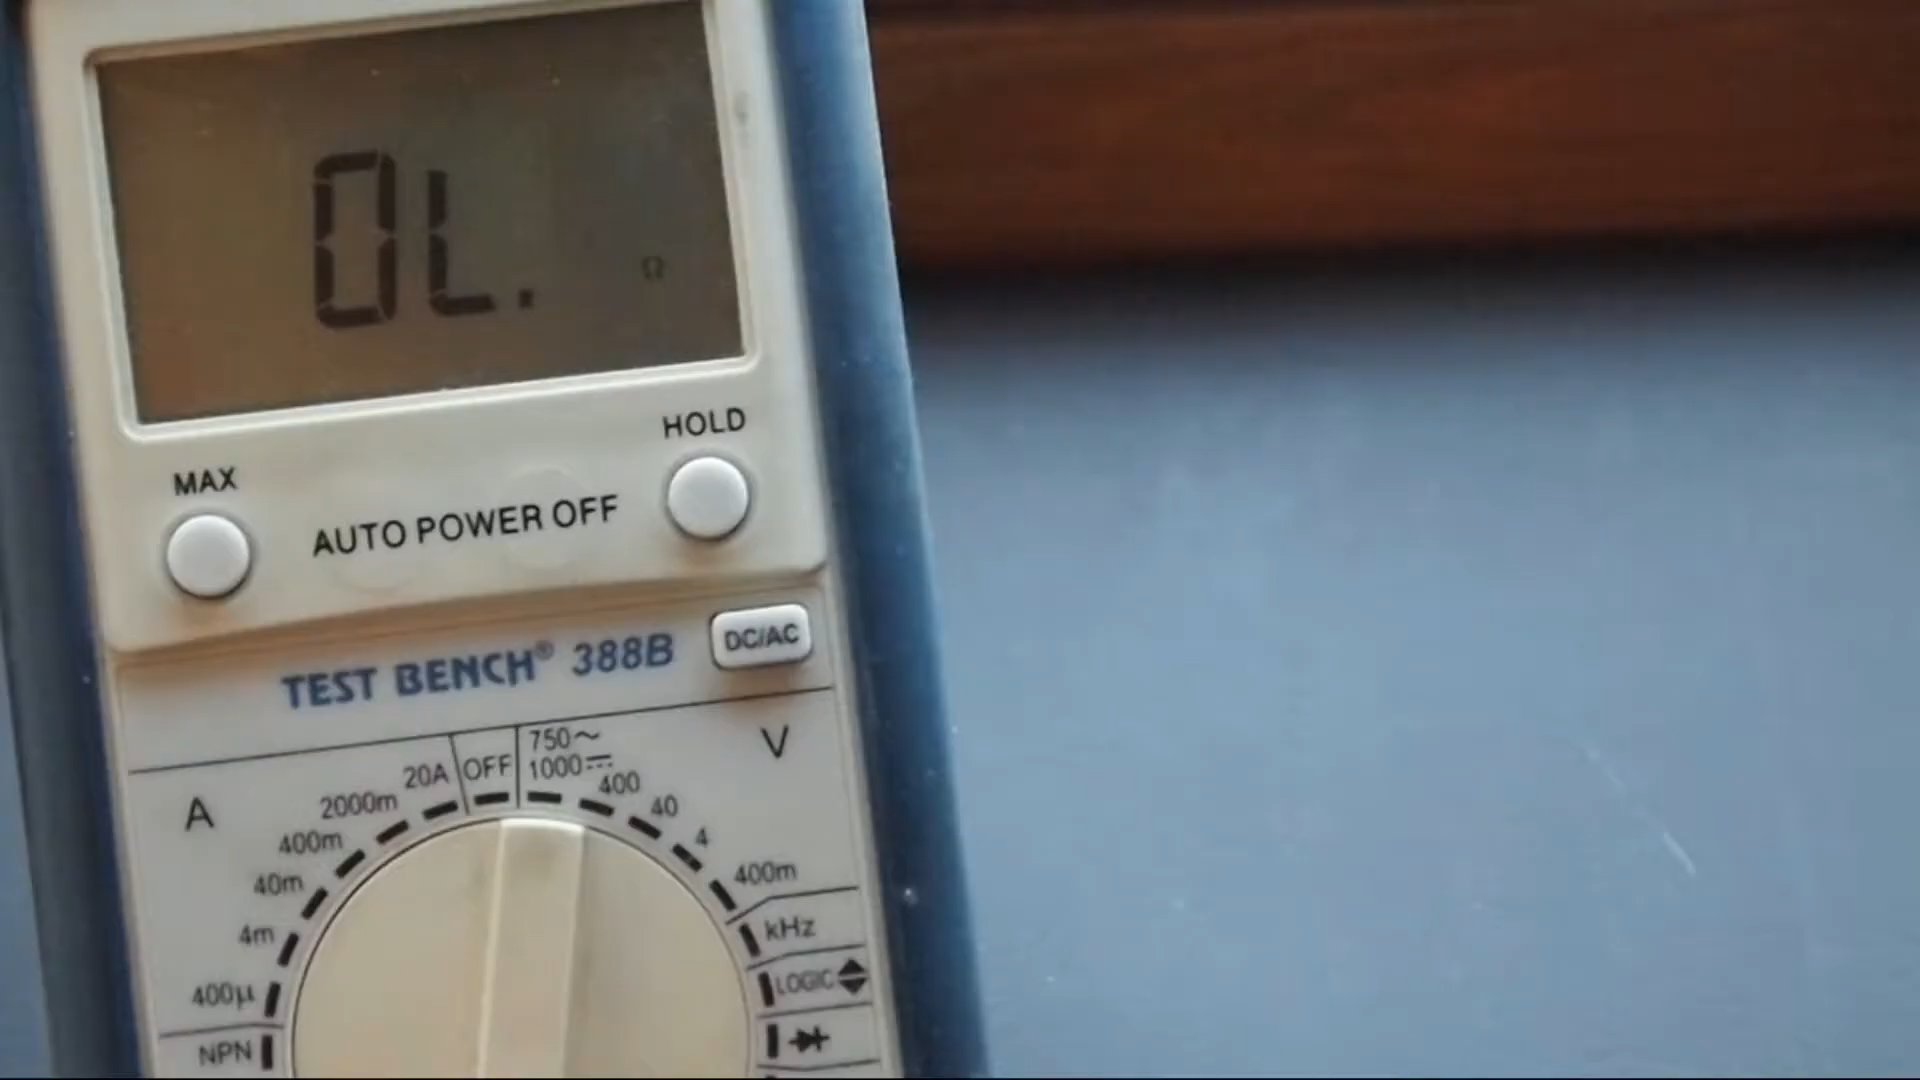 0L. Ω
HOLD
MAX
AUTO POWER OFF
DC/AC
TEST BENCH® 388B
A
20A
OFF
750~
1000⎓
V
2000m
400
400m
40
40m
4
4m
400m
400µ
kHz
LOGIC
NPN